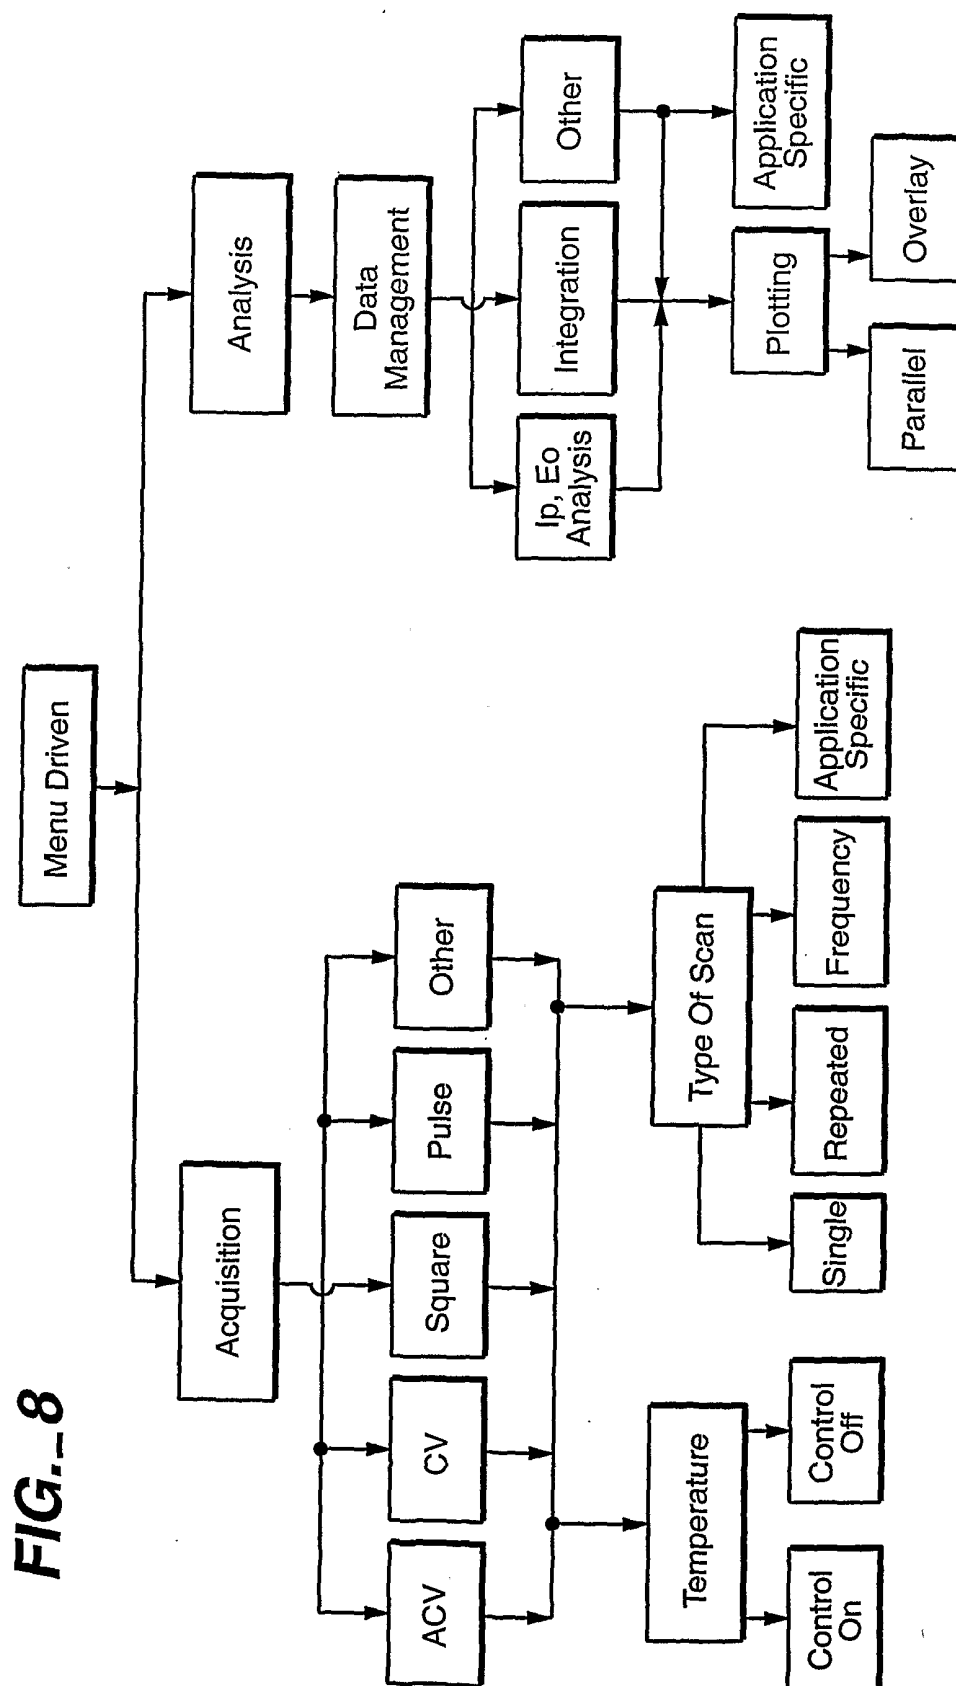 FIG._8
Menu Driven
Acquisition
Analysis
ACV
CV
Square
Pulse
Other
Data
Management
Temperature
Type Of Scan
Ip, Eo
Analysis
Integration
Other
Control
On
Control
Off
Single
Repeated
Frequency
Application
Specific
Plotting
Application
Specific
Parallel
Overlay